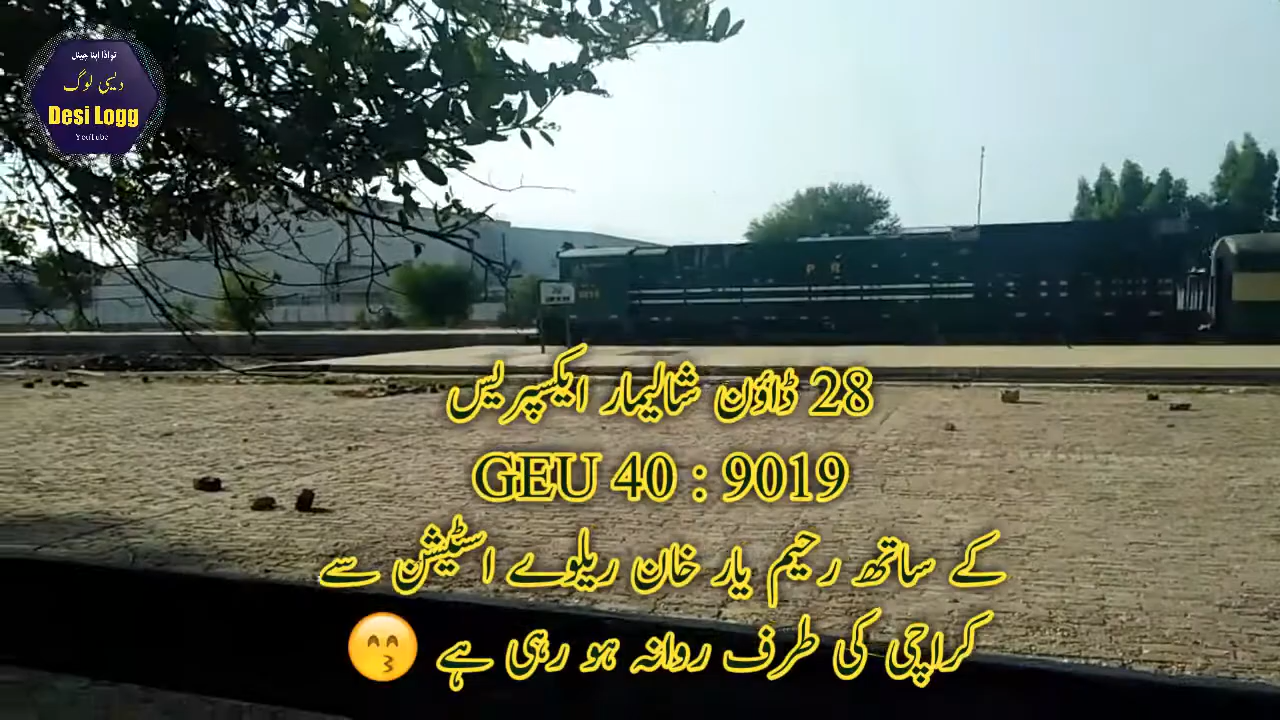 تواڈا اپنا چینل
دیسی لوگ
Desi Logg
YouTube
P R
28 ڈاؤن شالیمار ایکسپریس
GEU 40 : 9019
کے ساتھ رحیم یار خان ریلوے اسٹیشن سے
کراچی کی طرف روانہ ہو رہی ہے 😙